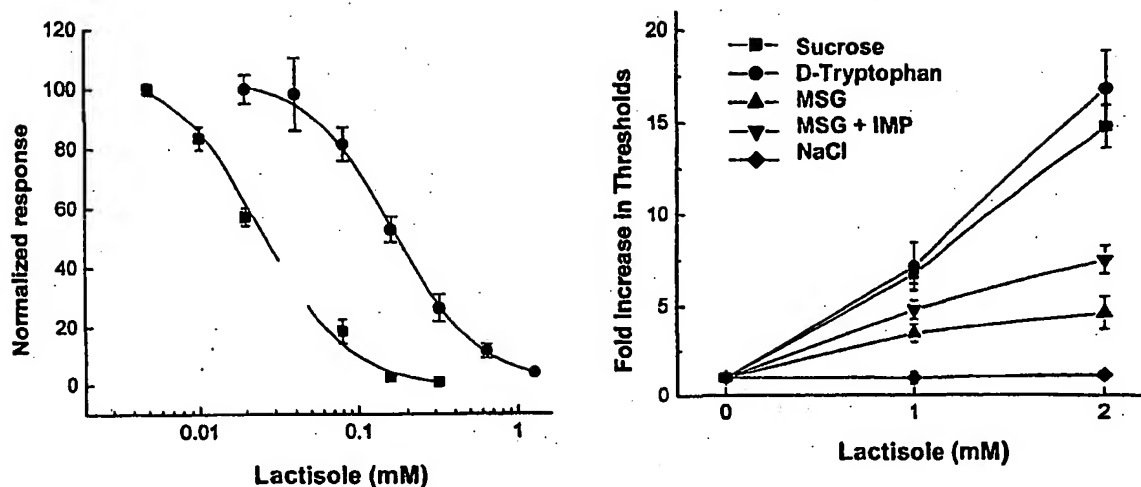 120
100
80
60
40
20
0
Normalized response
0.01
0.1
1
Lactisole (mM)
20
15
10
5
0
Fold Increase in Thresholds
Sucrose
D-Tryptophan
MSG
MSG + IMP
NaCl
0
1
2
Lactisole (mM)